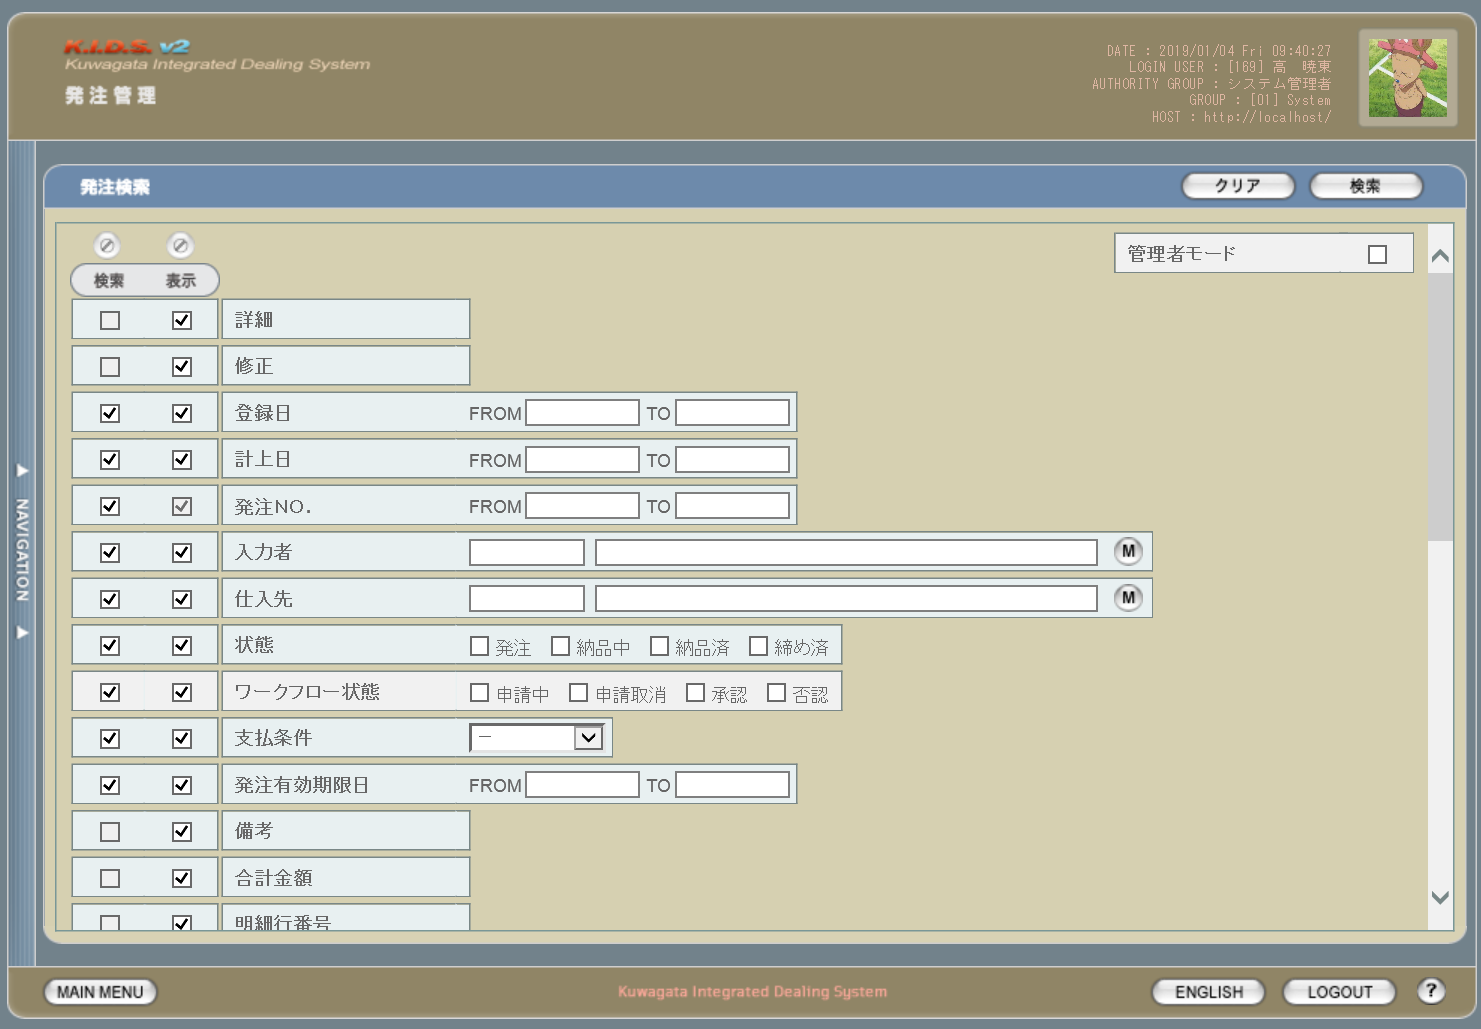 K.I.D.S. v2
Kuwagata Integrated Dealing System
発注管理
DATE : 2019/01/04 Fri 09:40:27
LOGIN USER : [169] 高　暁東
AUTHORITY GROUP : システム管理者
GROUP : [01] System
HOST : http://localhost/
発注検索
クリア
検索
管理者モード
検索 表示
詳細
修正
登録日 FROM TO
計上日 FROM TO
発注NO. FROM TO
入力者 M
仕入先 M
状態 発注 納品中 納品済 締め済
ワークフロー状態 申請中 申請取消 承認 否認
支払条件 －
発注有効期限日 FROM TO
備考
合計金額
明細行番号
NAVIGATION
MAIN MENU
Kuwagata Integrated Dealing System
ENGLISH
LOGOUT
?